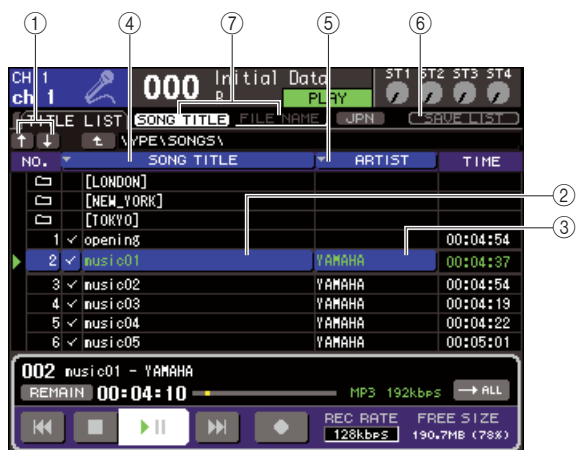 ① ④ ⑦ ⑤ ⑥
CH 1
ch 1
000 Initial Data
R PLAY
ST1 ST2 ST3 ST4
TITLE LIST SONG TITLE FILE NAME JPN SAVE LIST
\YPE\SONGS\
NO. SONG TITLE ARTIST TIME
[LONDON]
[NEW_YORK]
[TOKYO]
②
③
1 ✓ opening 00:04:54
2 ✓ music01 YAMAHA 00:04:37
3 ✓ music02 YAMAHA 00:04:54
4 ✓ music03 YAMAHA 00:04:19
5 ✓ music04 YAMAHA 00:04:22
6 ✓ music05 YAMAHA 00:05:01
002 music01 - YAMAHA
REMAIN 00:04:10 MP3 192kbps → ALL
REC RATE FREE SIZE
128kbps 190.7MB (78%)